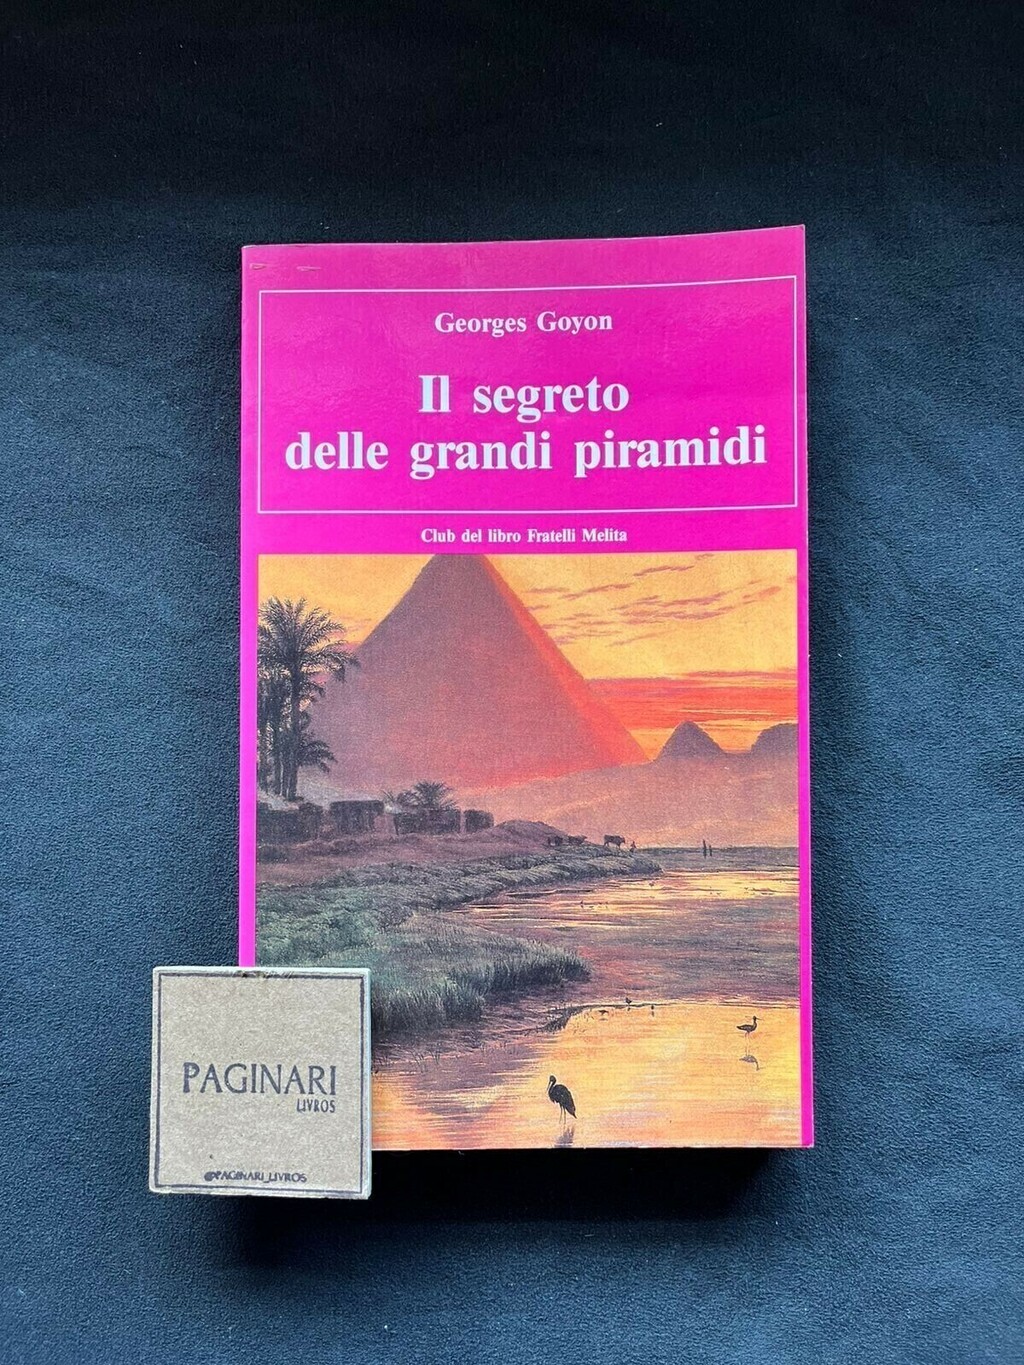 Georges Goyon
Il segreto
delle grandi piramidi
Club del libro Fratelli Melita
PAGINARI
LIVROS
@PAGINARI_LIVROS